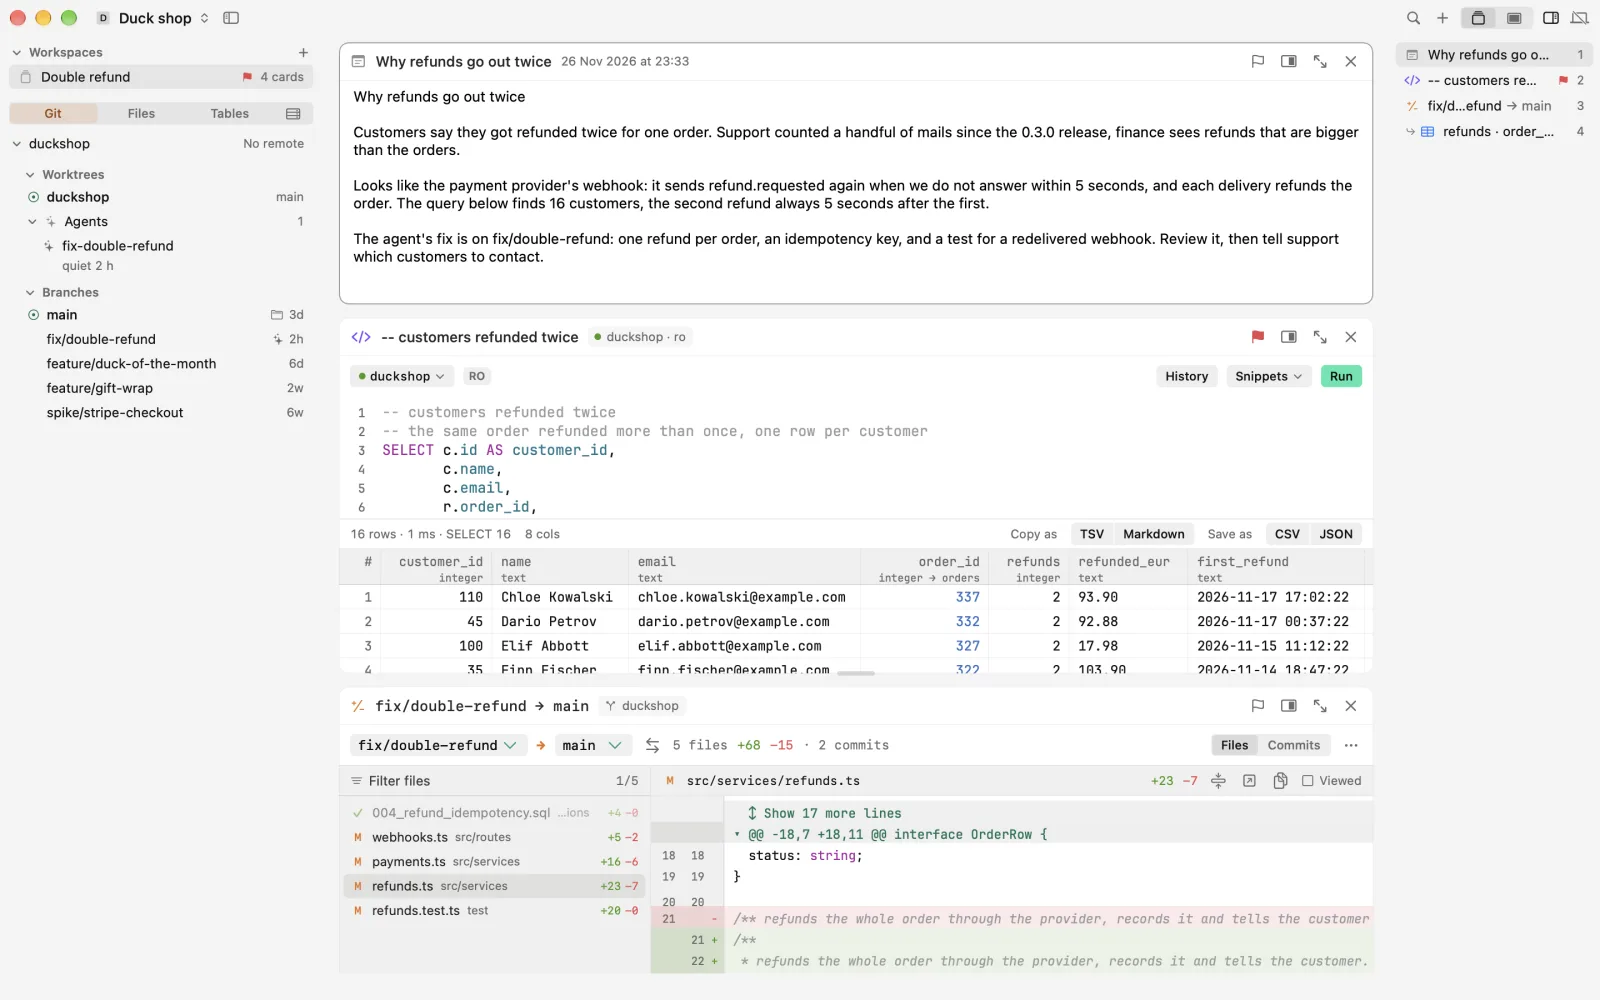 D Duck shop
Workspaces
Double refund 4 cards
Git Files Tables
duckshop No remote
Worktrees
duckshop main
Agents 1
fix-double-refund
quiet 2 h
Branches
main 3d
fix/double-refund 2h
feature/duck-of-the-month 6d
feature/gift-wrap 2w
spike/stripe-checkout 6w
Why refunds go out twice 26 Nov 2026 at 23:33
Why refunds go out twice
Customers say they got refunded twice for one order. Support counted a handful of mails since the 0.3.0 release, finance sees refunds that are bigger
than the orders.
Looks like the payment provider's webhook: it sends refund.requested again when we do not answer within 5 seconds, and each delivery refunds the
order. The query below finds 16 customers, the second refund always 5 seconds after the first.
The agent's fix is on fix/double-refund: one refund per order, an idempotency key, and a test for a redelivered webhook. Review it, then tell support
which customers to contact.
</> -- customers refunded twice duckshop · ro
duckshop RO History Snippets Run
1 -- customers refunded twice
2 -- the same order refunded more than once, one row per customer
3 SELECT c.id AS customer_id,
4 c.name,
5 c.email,
6 r.order_id,
16 rows · 1 ms · SELECT 16 8 cols Copy as TSV Markdown Save as CSV JSON
# customer_id name email order_id refunds refunded_eur first_refund
integer text text integer → orders integer text text
1 110 Chloe Kowalski chloe.kowalski@example.com 337 2 93.90 2026-11-17 17:02:22
2 45 Dario Petrov dario.petrov@example.com 332 2 92.88 2026-11-17 00:37:22
3 100 Elif Abbott elif.abbott@example.com 327 2 17.98 2026-11-15 11:12:22
4 35 Finn Fischer finn.fischer@example.com 322 2 103.90 2026-11-14 18:47:22
fix/double-refund → main duckshop
fix/double-refund → main 5 files +68 −15 · 2 commits Files Commits ...
Filter files 1/5
004_refund_idempotency.sql ...ions +4 −0
M webhooks.ts src/routes +5 −2
M payments.ts src/services +16 −6
M refunds.ts src/services +23 −7
M refunds.test.ts test +20 −0
M src/services/refunds.ts +23 −7 Viewed
Show 17 more lines
@@ -18,7 +18,11 @@ interface OrderRow {
18 18 status: string;
19 19 }
20 20
21 - /** refunds the whole order through the provider, records it and tells the customer
21 + /**
22 + * refunds the whole order through the provider, records it and tells the customer.
Why refunds go o... 1
</> -- customers re... 2
fix/d...efund → main 3
refunds · order_... 4